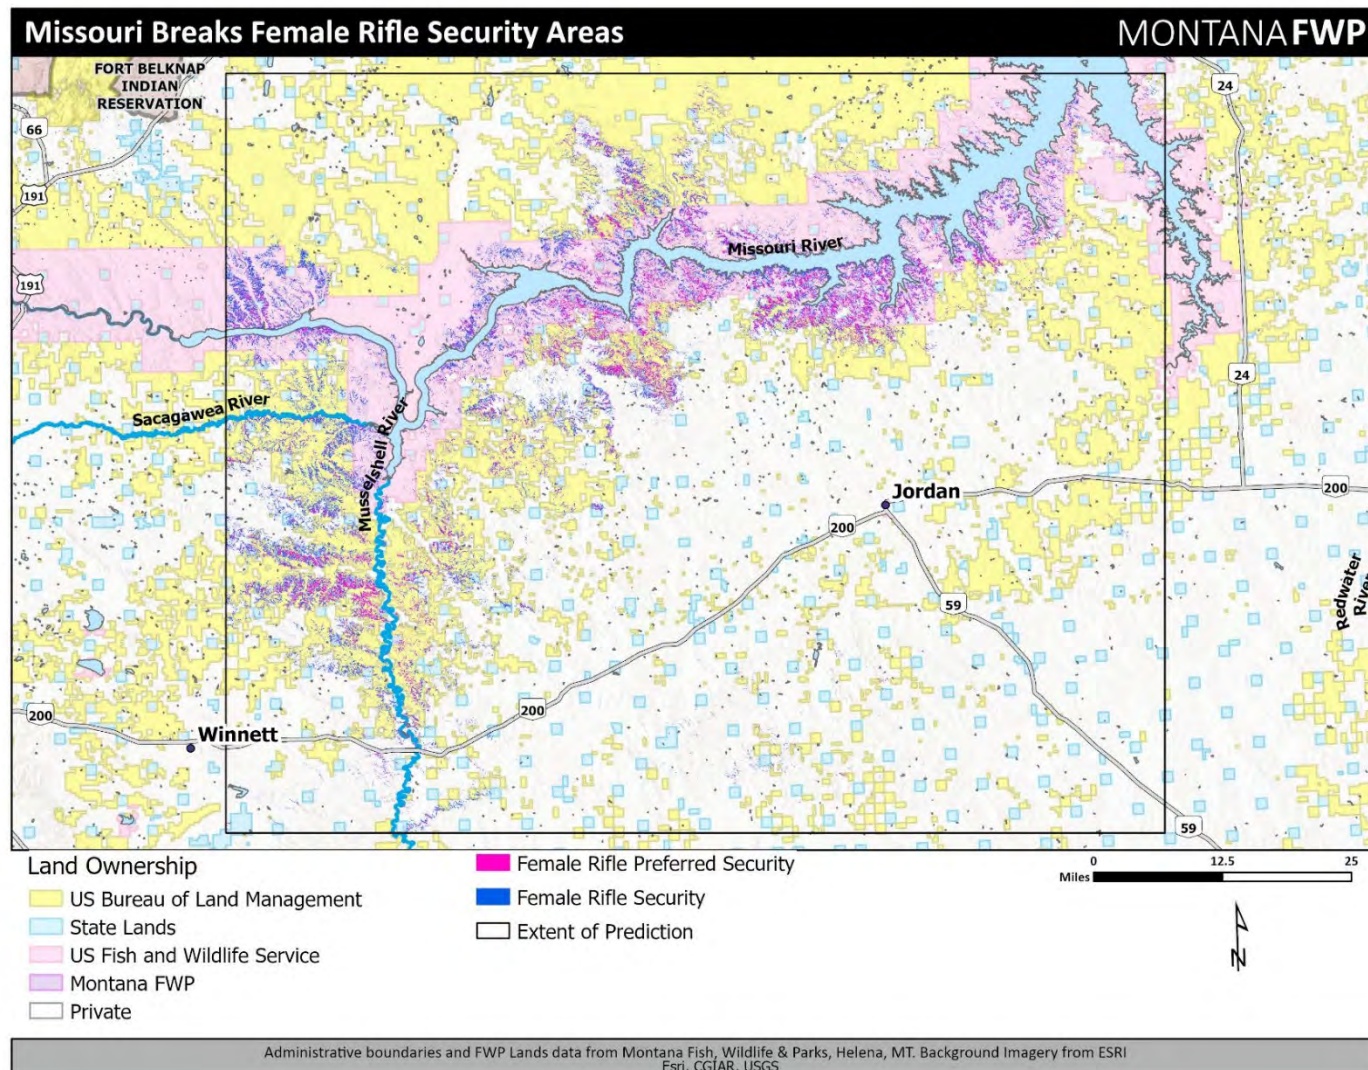 Missouri Breaks Female Rifle Security Areas
MONTANA FWP
FORT BELKNAP
INDIAN
RESERVATION
24
66
191
Missouri River
191
24
Sacagawea River
Musselshell River
Jordan
200
200
59
Redwater
River
200
200
Winnett
59
Land Ownership
US Bureau of Land Management
State Lands
US Fish and Wildlife Service
Montana FWP
Private
Female Rifle Preferred Security
Female Rifle Security
Extent of Prediction
0 12.5 25
Miles
N
Administrative boundaries and FWP Lands data from Montana Fish, Wildlife & Parks, Helena, MT. Background Imagery from ESRI
Esri, CGIAR, USGS